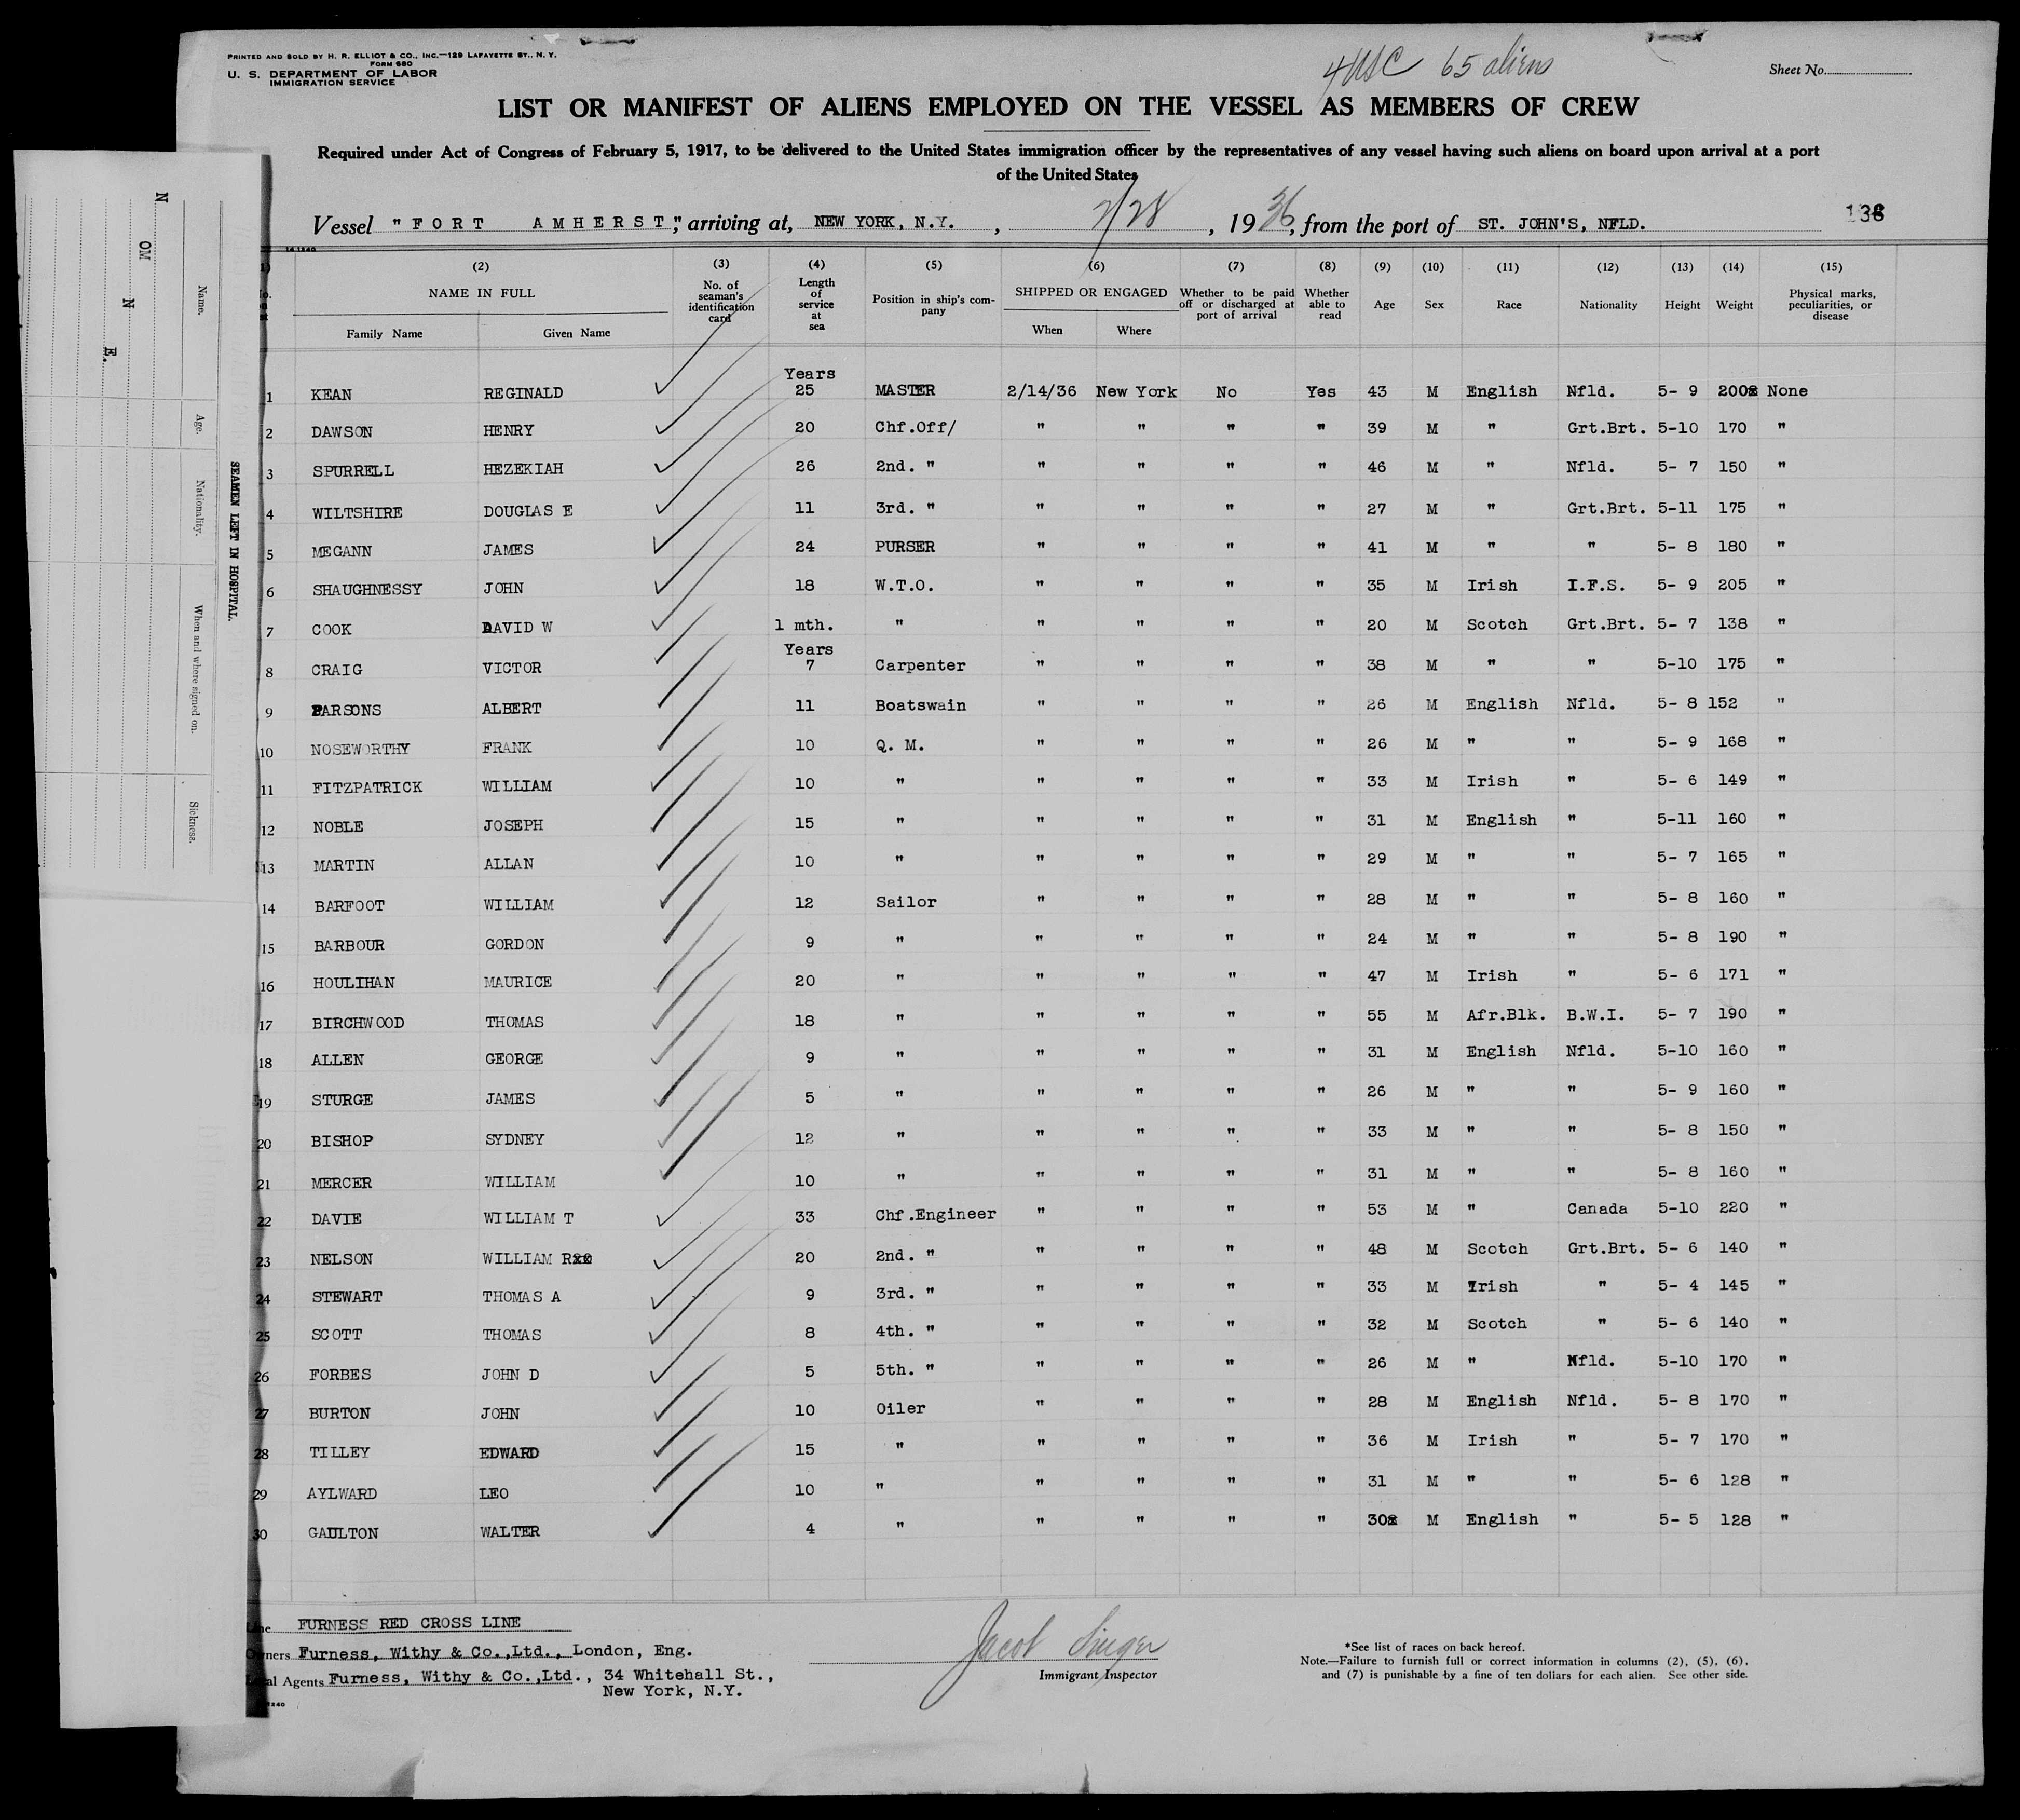 PRINTED AND SOLD BY H. R. ELLIOT & CO., INC.—129 LAFAYETTE ST., N. Y.
FORM 680
U. S. DEPARTMENT OF LABOR
IMMIGRATION SERVICE
4 USC 65 aliens
Sheet No.
LIST OR MANIFEST OF ALIENS EMPLOYED ON THE VESSEL AS MEMBERS OF CREW
Required under Act of Congress of February 5, 1917, to be delivered to the United States immigration officer by the representatives of any vessel having such aliens on board upon arrival at a port
of the United States
Vessel "FORT AMHERST", arriving at, NEW YORK, N.Y., 2/28, 1936, from the port of ST. JOHN'S, NFLD.
(2) (3) (4) (5) (6) (7) (8) (9) (10) (11) (12) (13) (14) (15)
NAME IN FULL Family Name Given Name No. of seaman's identification card Length of service at sea Position in ship's company SHIPPED OR ENGAGED When Where Whether to be paid off or discharged at port of arrival Whether able to read Age Sex Race Nationality Height Weight Physical marks, peculiarities, or disease
Years
1 KEAN REGINALD 25 MASTER 2/14/36 New York No Yes 43 M English Nfld. 5- 9 200 None
2 DAWSON HENRY 20 Chf.Off/ " " " " 39 M " Grt.Brt. 5-10 170 "
3 SPURRELL HEZEKIAH 26 2nd. " " " " " 46 M " Nfld. 5- 7 150 "
4 WILTSHIRE DOUGLAS E 11 3rd. " " " " " 27 M " Grt.Brt. 5-11 175 "
5 MEGANN JAMES 24 PURSER " " " " 41 M " " 5- 8 180 "
6 SHAUGHNESSY JOHN 18 W.T.O. " " " " 35 M Irish I.F.S. 5- 9 205 "
7 COOK DAVID W 1 mth. " " " " " 20 M Scotch Grt.Brt. 5- 7 138 "
Years
8 CRAIG VICTOR 7 Carpenter " " " " 38 M " " 5-10 175 "
9 PARSONS ALBERT 11 Boatswain " " " " 26 M English Nfld. 5- 8 152 "
10 NOSEWORTHY FRANK 10 Q. M. " " " " 26 M " " 5- 9 168 "
11 FITZPATRICK WILLIAM 10 " " " " " 33 M Irish " 5- 6 149 "
12 NOBLE JOSEPH 15 " " " " " 31 M English " 5-11 160 "
13 MARTIN ALLAN 10 " " " " " 29 M " " 5- 7 165 "
14 BARFOOT WILLIAM 12 Sailor " " " " 28 M " " 5- 8 160 "
15 BARBOUR GORDON 9 " " " " " 24 M " " 5- 8 190 "
16 HOULIHAN MAURICE 20 " " " " " 47 M Irish " 5- 6 171 "
17 BIRCHWOOD THOMAS 18 " " " " " 55 M Afr.Blk. B.W.I. 5- 7 190 "
18 ALLEN GEORGE 9 " " " " " 31 M English Nfld. 5-10 160 "
19 STURGE JAMES 5 " " " " " 26 M " " 5- 9 160 "
20 BISHOP SYDNEY 12 " " " " " 33 M " " 5- 8 150 "
21 MERCER WILLIAM 10 " " " " " 31 M " " 5- 8 160 "
22 DAVIE WILLIAM T 33 Chf.Engineer " " " " 53 M " Canada 5-10 220 "
23 NELSON WILLIAM R 20 2nd. " " " " " 48 M Scotch Grt.Brt. 5- 6 140 "
24 STEWART THOMAS A 9 3rd. " " " " " 33 M Irish " 5- 4 145 "
25 SCOTT THOMAS 8 4th. " " " " " 32 M Scotch " 5- 6 140 "
26 FORBES JOHN D 5 5th. " " " " " 26 M " Nfld. 5-10 170 "
27 BURTON JOHN 10 Oiler " " " " 28 M English Nfld. 5- 8 170 "
28 TILLEY EDWARD 15 " " " " " 36 M Irish " 5- 7 170 "
29 AYLWARD LEO 10 " " " " " 31 M " " 5- 6 128 "
30 GAULTON WALTER 4 " " " " " 30 M English " 5- 5 128 "
FURNESS RED CROSS LINE
Owners Furness, Withy & Co.,Ltd., London, Eng.
Agents Furness, Withy & Co.,Ltd., 34 Whitehall St.,
New York, N.Y.
Jacob Singer
Immigrant Inspector
*See list of races on back hereof.
Note.—Failure to furnish full or correct information in columns (2), (5), (6),
and (7) is punishable by a fine of ten dollars for each alien. See other side.
SEAMEN LEFT IN HOSPITAL.
Name. Age. Nationality. When and where signed on. Sickness.
N ON N E.